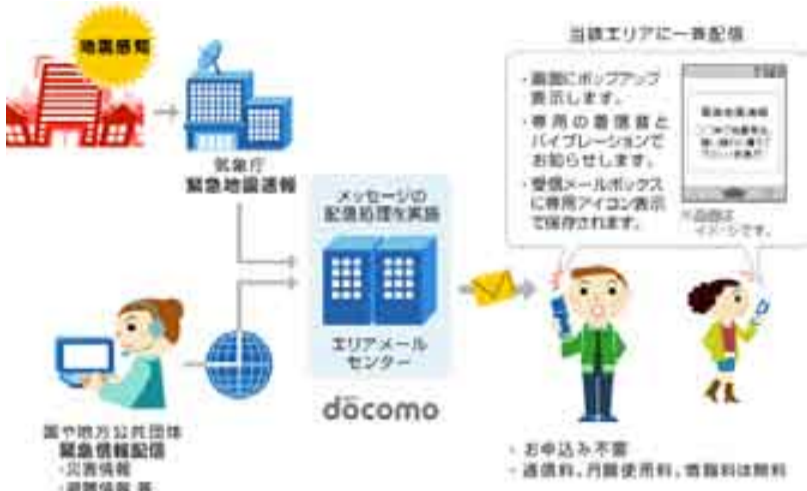 地震感知
気象庁
緊急地震速報
メッセージの
配信処理を実施
エリアメール
センター
döcomo
国や地方公共団体
緊急情報配信
・災害情報
・避難情報 等
当該エリアに一斉配信
・画面にポップアップ
表示します。
・専用の着信音と
バイブレーションで
お知らせします。
・受信メールボックス
に専用アイコン表示
で保存されます。
緊急地震速報
※画面は
イメージです。
・お申込み不要
・通信料、月額使用料、情報料は無料